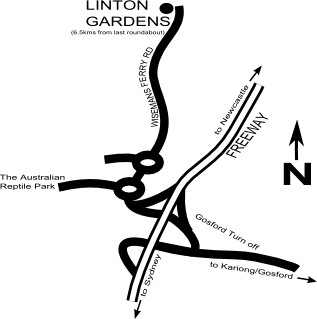 LINTON
GARDENS
(6.5kms from last roundabout)
WISEMANS FERRY RD
to Newcastle
FREEWAY
N
The Australian
Reptile Park
Gosford Turn off
to Kariong/Gosford
to Sydney